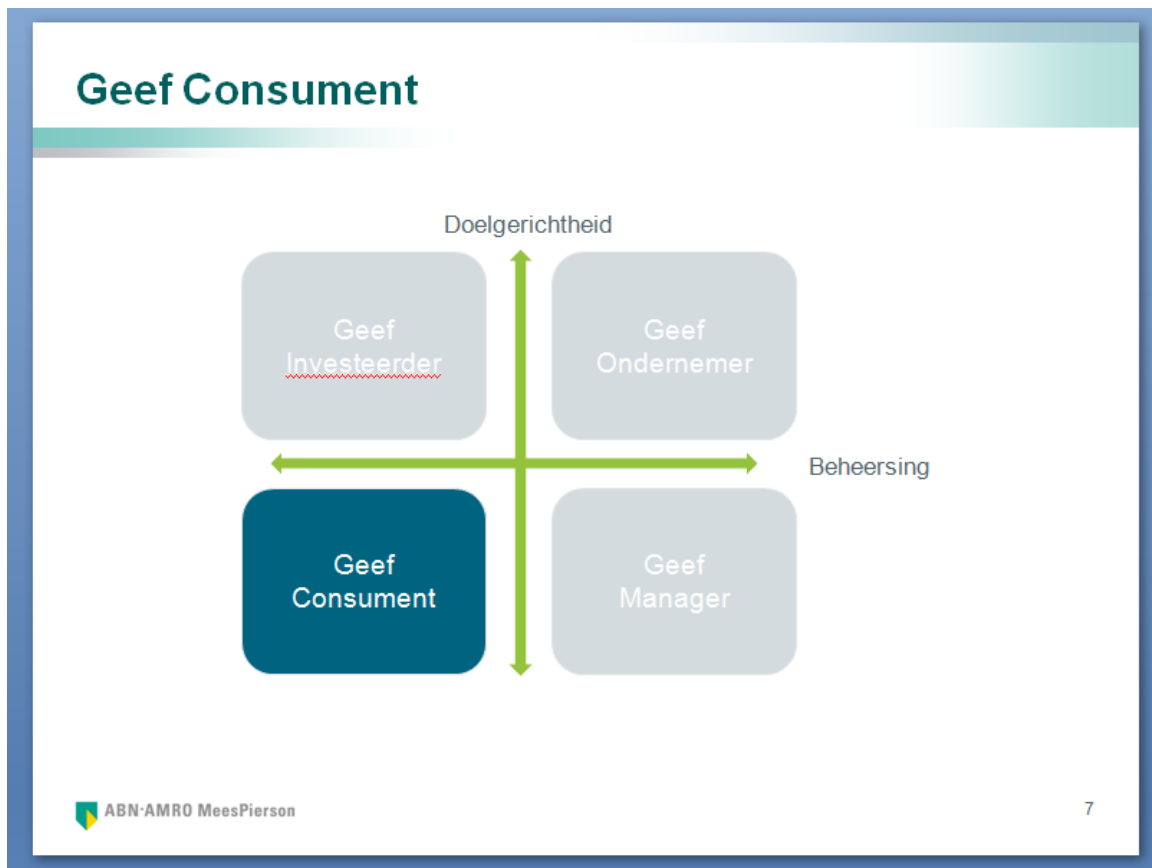 Geef Consument
Doelgerichtheid
Geef
Investeerder
Geef
Ondernemer
Beheersing
Geef
Consument
Geef
Manager
ABN·AMRO MeesPierson
7